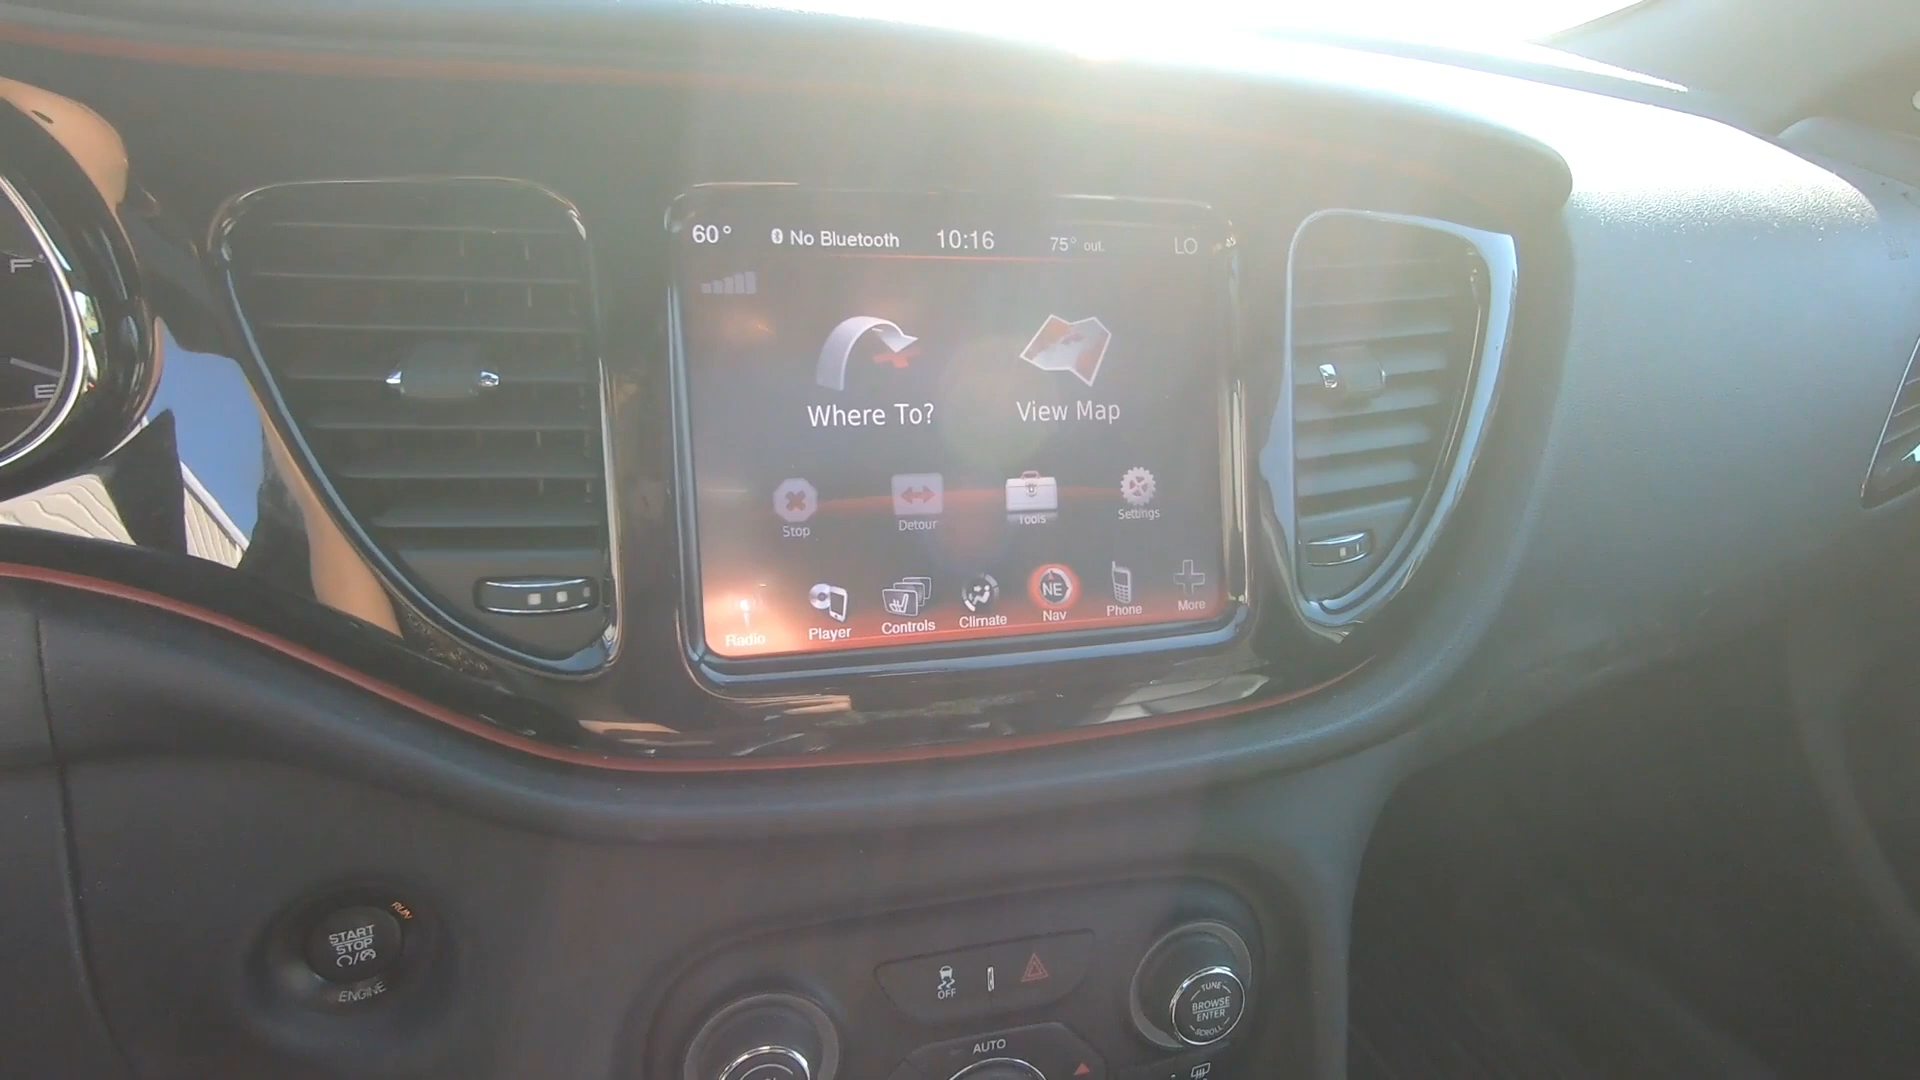 60° No Bluetooth 10:16 75° out. LO
Where To? View Map
Stop Detour Tools Settings
Radio Player Controls Climate NE Nav Phone More
F
E
RUN
START
STOP
ENGINE
OFF
TUNE
BROWSE
ENTER
SCROLL
AUTO